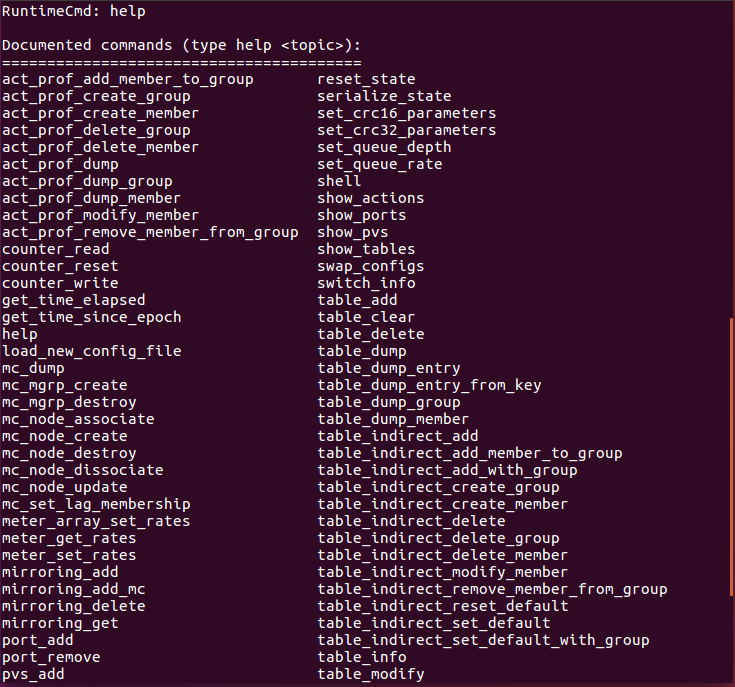 RuntimeCmd: help
Documented commands (type help <topic>):
========================================
act_prof_add_member_to_group       reset_state
act_prof_create_group              serialize_state
act_prof_create_member             set_crc16_parameters
act_prof_delete_group              set_crc32_parameters
act_prof_delete_member             set_queue_depth
act_prof_dump                      set_queue_rate
act_prof_dump_group                shell
act_prof_dump_member               show_actions
act_prof_modify_member             show_ports
act_prof_remove_member_from_group  show_pvs
counter_read                       show_tables
counter_reset                      swap_configs
counter_write                      switch_info
get_time_elapsed                   table_add
get_time_since_epoch               table_clear
help                               table_delete
load_new_config_file               table_dump
mc_dump                            table_dump_entry
mc_mgrp_create                     table_dump_entry_from_key
mc_mgrp_destroy                    table_dump_group
mc_node_associate                  table_dump_member
mc_node_create                     table_indirect_add
mc_node_destroy                    table_indirect_add_member_to_group
mc_node_dissociate                 table_indirect_add_with_group
mc_node_update                     table_indirect_create_group
mc_set_lag_membership              table_indirect_create_member
meter_array_set_rates              table_indirect_delete
meter_get_rates                    table_indirect_delete_group
meter_set_rates                    table_indirect_delete_member
mirroring_add                      table_indirect_modify_member
mirroring_add_mc                   table_indirect_remove_member_from_group
mirroring_delete                   table_indirect_reset_default
mirroring_get                      table_indirect_set_default
port_add                           table_indirect_set_default_with_group
port_remove                        table_info
pvs_add                            table_modify